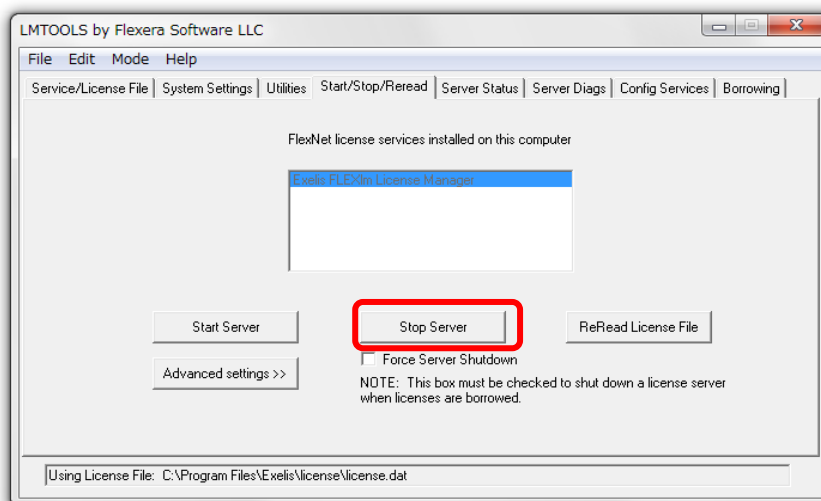 LMTOOLS by Flexera Software LLC
File Edit Mode Help
Service/License File System Settings Utilities Start/Stop/Reread Server Status Server Diags Config Services Borrowing
FlexNet license services installed on this computer
Exelis FLEXlm License Manager
Start Server Stop Server ReRead License File
Force Server Shutdown
Advanced settings >>
NOTE: This box must be checked to shut down a license server
when licenses are borrowed.
Using License File: C:\Program Files\Exelis\license\license.dat